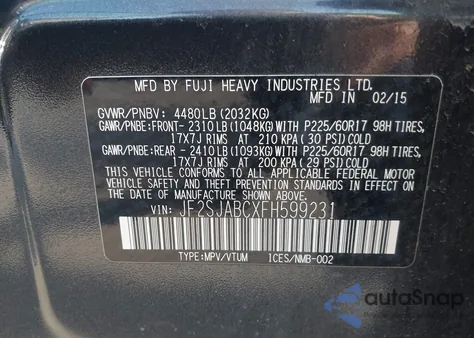 MFD BY FUJI HEAVY INDUSTRIES LTD.
MFD IN 02/15
GVWR/PNBV: 4480LB(2032KG)
GAWR/PNBE:FRONT- 2310LB(1048KG)WITH P225/60R17 98H TIRES,
17X7J RIMS AT 210 KPA(30 PSI)COLD
GAWR/PNBE:REAR - 2410LB(1093KG)WITH P225/60R17 98H TIRES,
17X7J RIMS AT 200 KPA(29 PSI)COLD
THIS VEHICLE CONFORMS TO ALL APPLICABLE FEDERAL MOTOR
VEHICLE SAFETY AND BUMPER STANDARDS IN EFFECT ON THE DATE
OF MANUFACTURE SHOWN ABOVE.
VIN: JF2SJABCXFH599231
TYPE:MPV/VTUM ICES/NMB-002
autoSnap